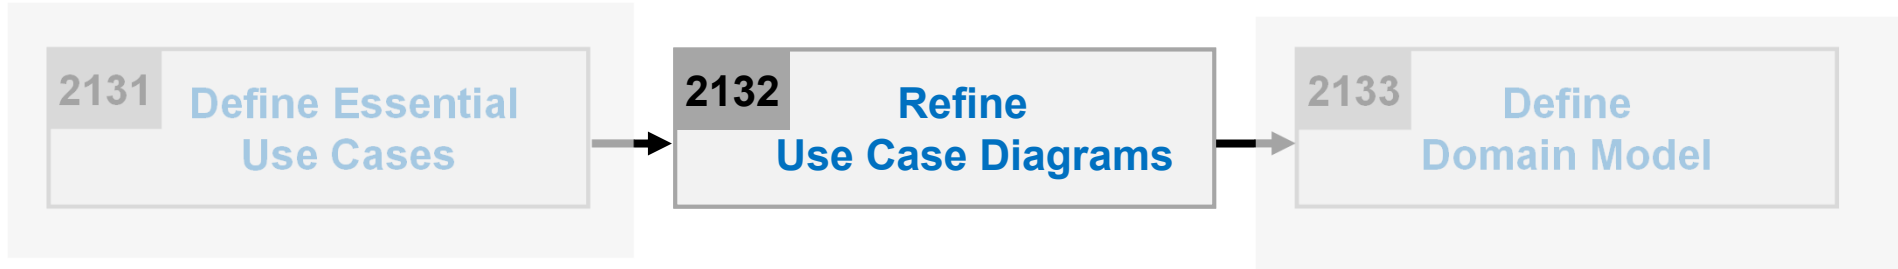 2131
Define Essential
Use Cases
2132
Refine
Use Case Diagrams
2133
Define
Domain Model